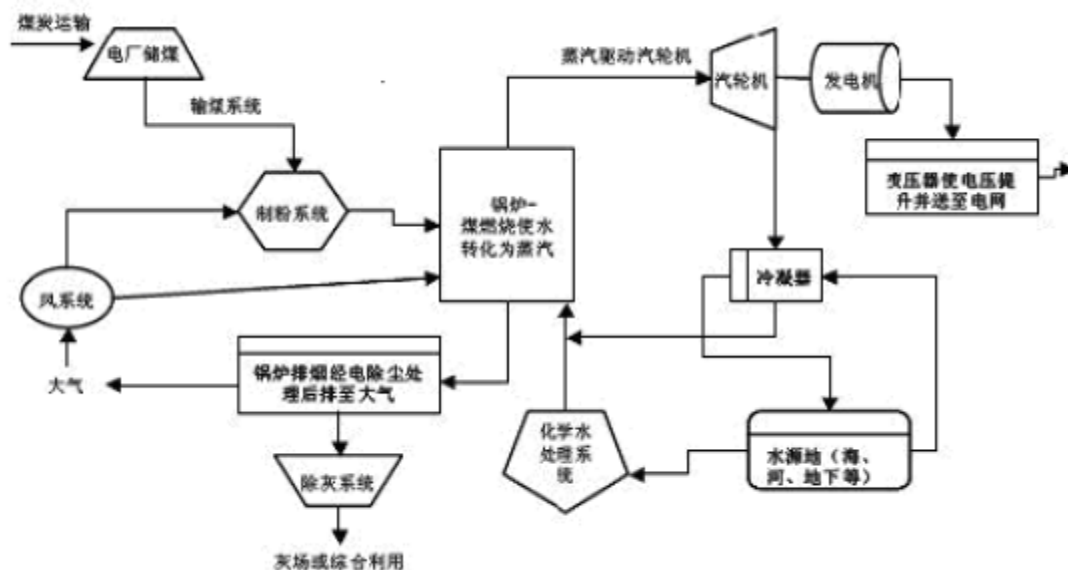 煤炭运输
电厂储煤
输煤系统
制粉系统
风系统
大气
锅炉-
煤燃烧使水
转化为蒸汽
蒸汽驱动汽轮机
汽轮机
发电机
变压器使电压提
升并送至电网
冷凝器
锅炉排烟经电除尘处
理后排至大气
化学水
处理系
统
水源地（海、
河、地下等）
除灰系统
灰场或综合利用